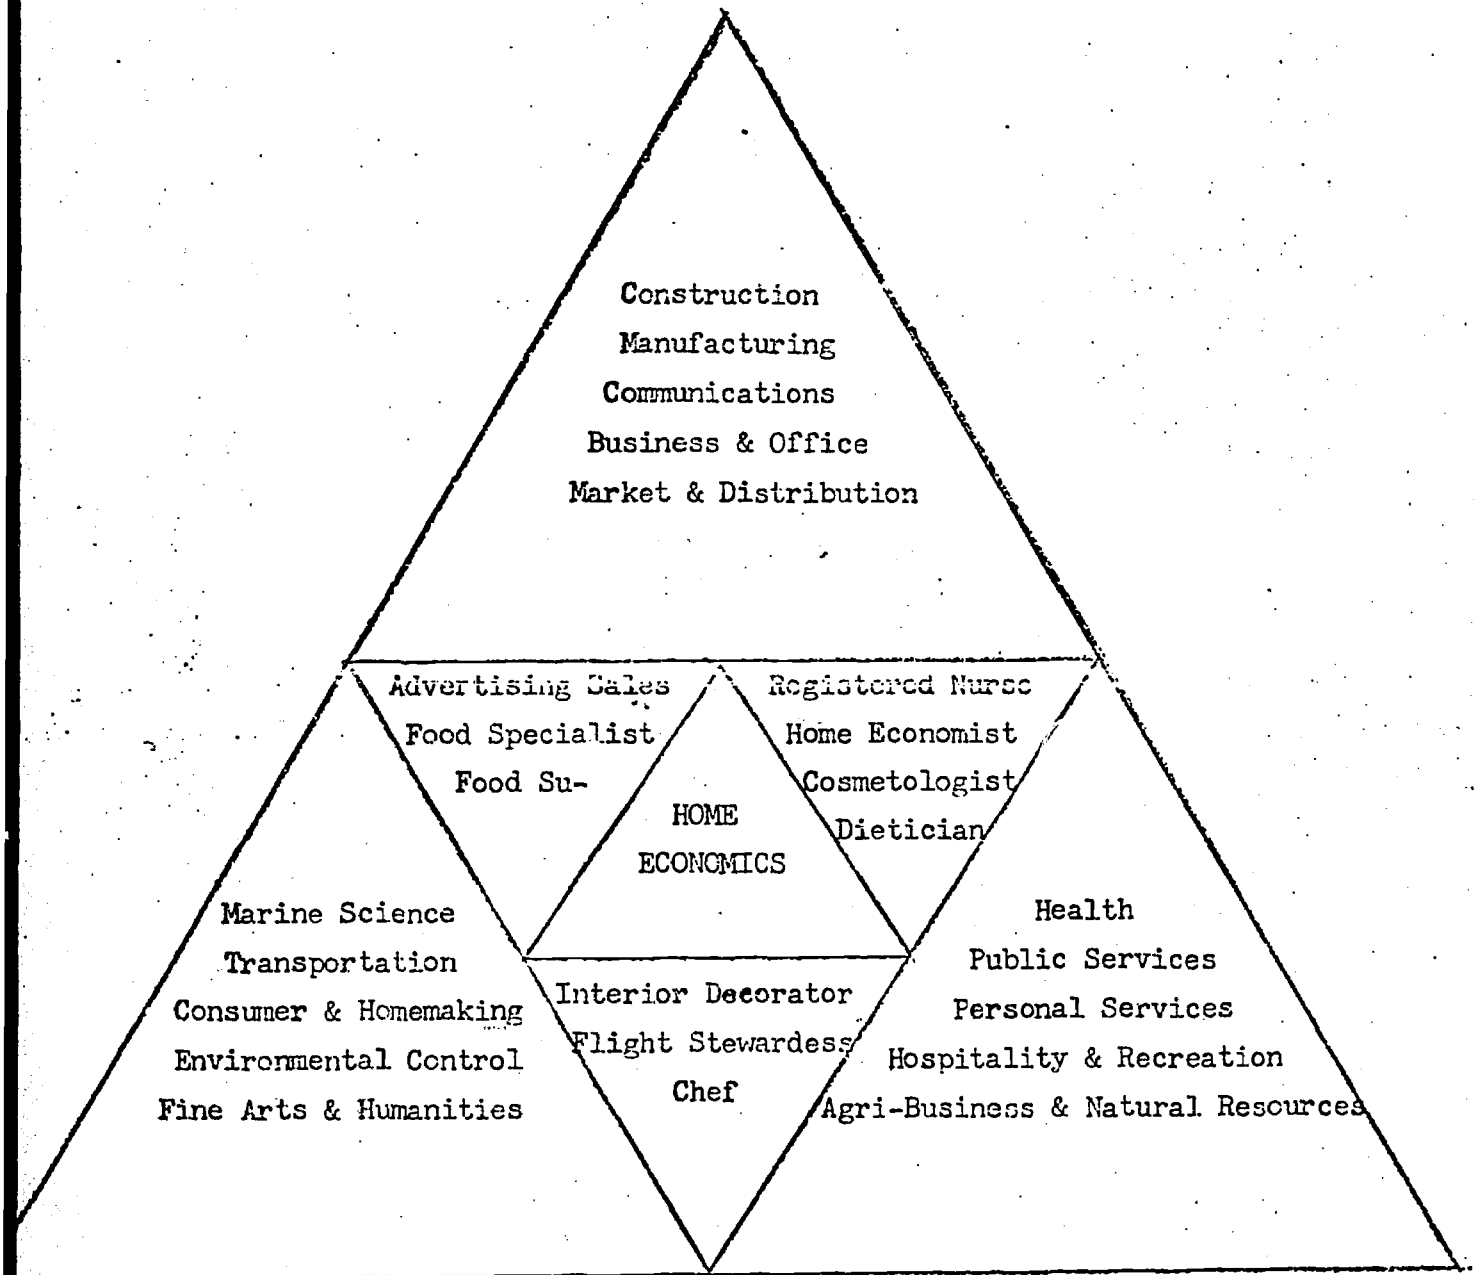 Construction
Manufacturing
Communications
Business & Office
Market & Distribution
Advertising Sales
Food Specialist
Food Su-
Registered Nurse
Home Economist
Cosmetologist
Dietician
HOME
ECONOMICS
Marine Science
Transportation
Consumer & Homemaking
Environmental Control
Fine Arts & Humanities
Interior Decorator
Flight Stewardess
Chef
Health
Public Services
Personal Services
Hospitality & Recreation
Agri-Business & Natural Resources